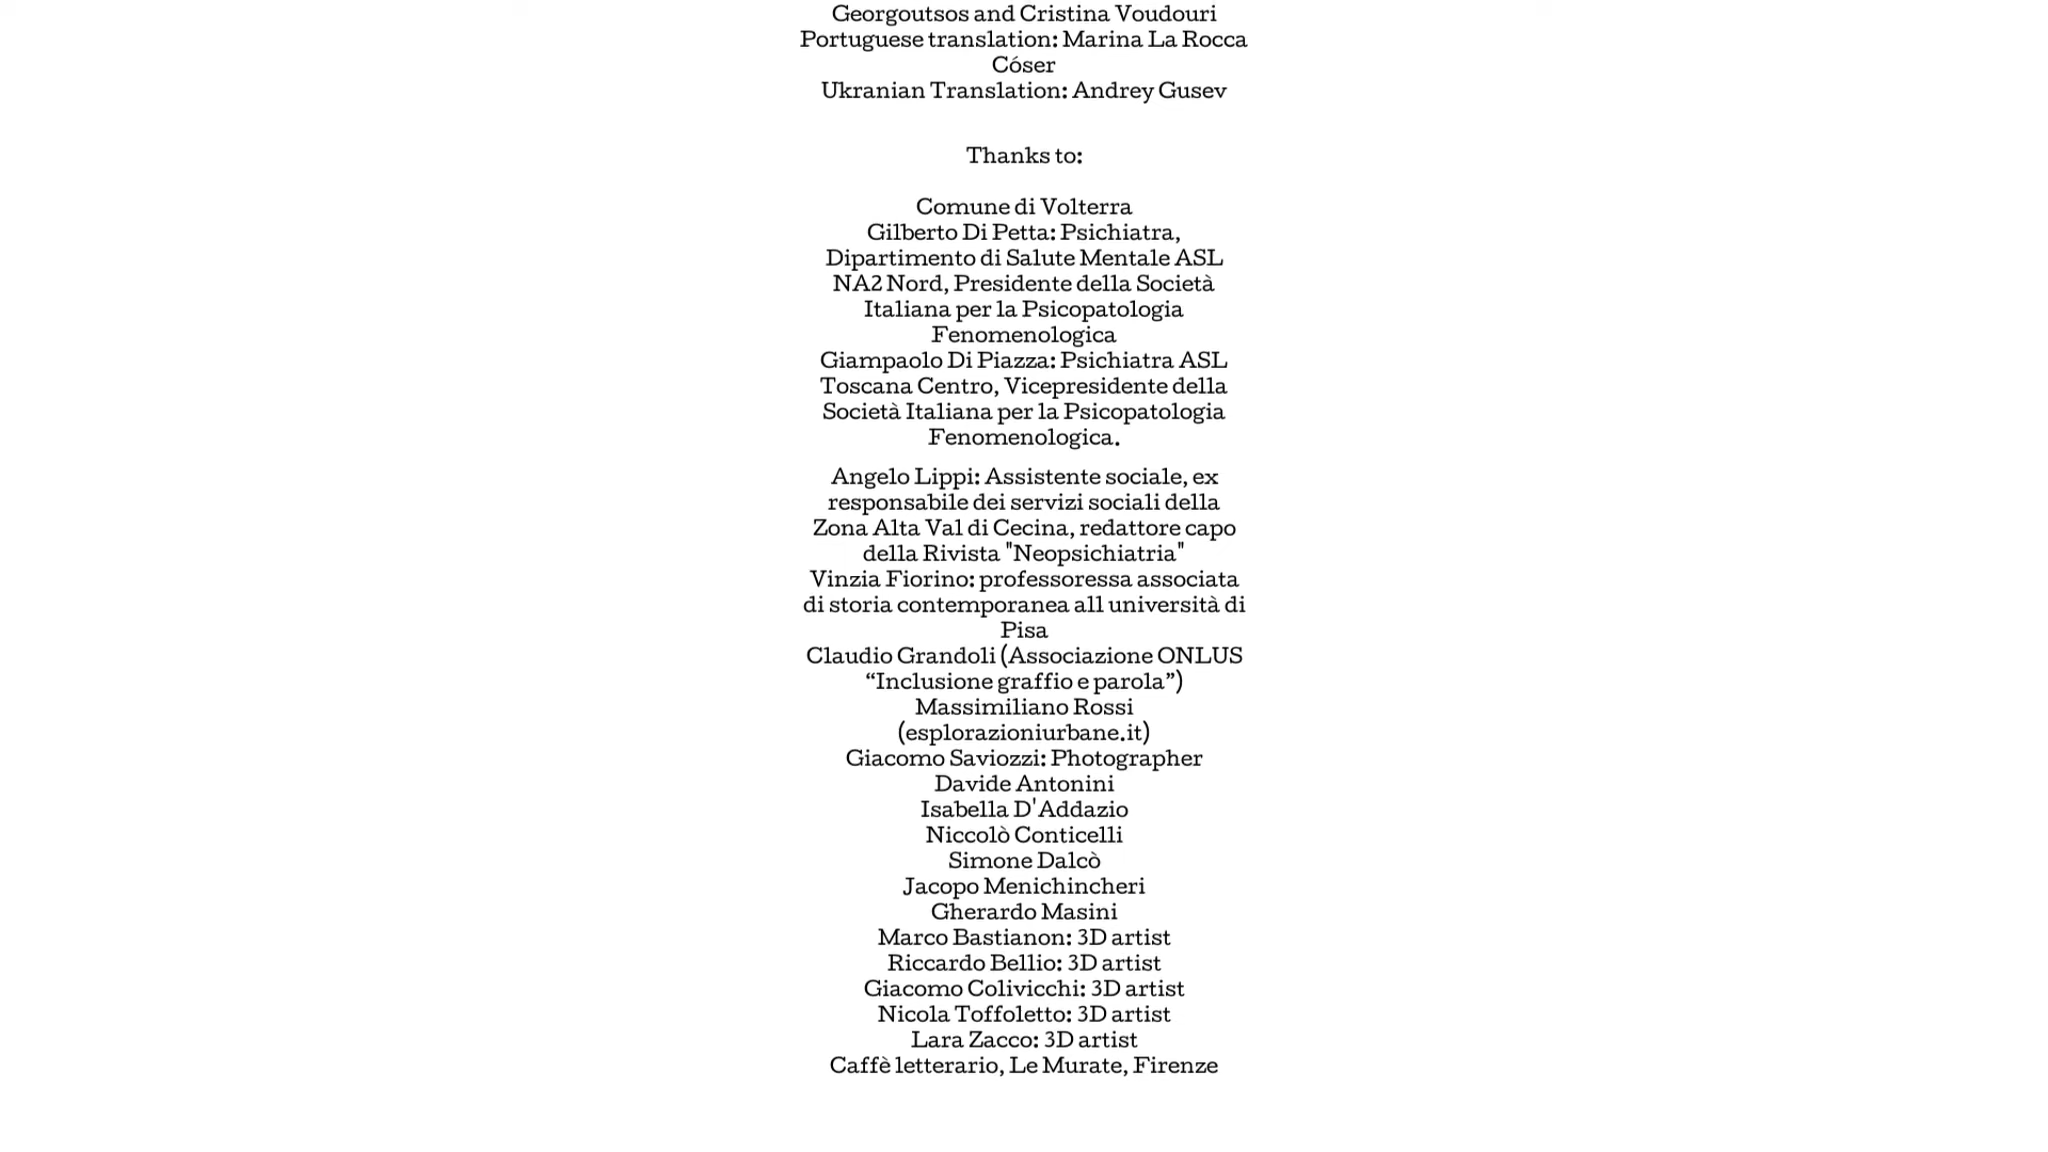 Georgoutsos and Cristina Voudouri
Portuguese translation: Marina La Rocca
Cóser
Ukranian Translation: Andrey Gusev
Thanks to:
Comune di Volterra
Gilberto Di Petta: Psichiatra,
Dipartimento di Salute Mentale ASL
NA2 Nord, Presidente della Società
Italiana per la Psicopatologia
Fenomenologica
Giampaolo Di Piazza: Psichiatra ASL
Toscana Centro, Vicepresidente della
Società Italiana per la Psicopatologia
Fenomenologica.
Angelo Lippi: Assistente sociale, ex
responsabile dei servizi sociali della
Zona Alta Val di Cecina, redattore capo
della Rivista "Neopsichiatria"
Vinzia Fiorino: professoressa associata
di storia contemporanea all università di
Pisa
Claudio Grandoli (Associazione ONLUS
“Inclusione graffio e parola”)
Massimiliano Rossi
(esplorazioniurbane.it)
Giacomo Saviozzi: Photographer
Davide Antonini
Isabella D'Addazio
Niccolò Conticelli
Simone Dalcò
Jacopo Menichincheri
Gherardo Masini
Marco Bastianon: 3D artist
Riccardo Bellio: 3D artist
Giacomo Colivicchi: 3D artist
Nicola Toffoletto: 3D artist
Lara Zacco: 3D artist
Caffè letterario, Le Murate, Firenze